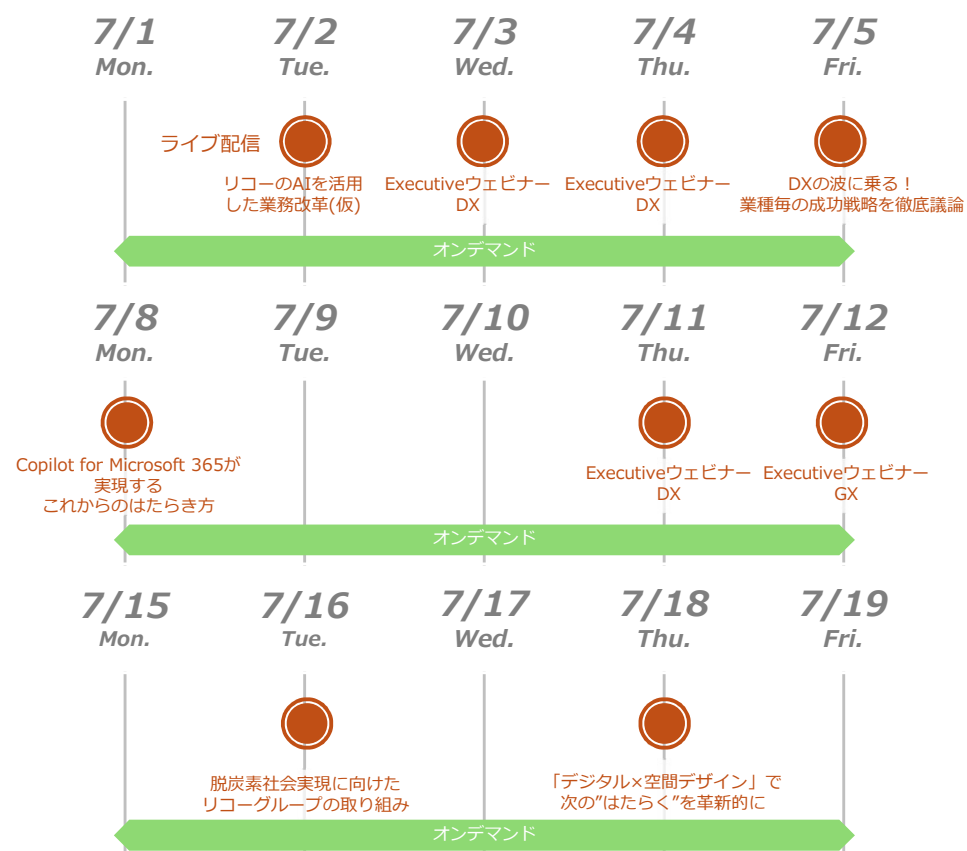 7/1 7/2 7/3 7/4 7/5
Mon. Tue. Wed. Thu. Fri.
ライブ配信
リコーのAIを活用
した業務改革(仮)
Executiveウェビナー
DX
Executiveウェビナー
DX
DXの波に乗る！
業種毎の成功戦略を徹底議論
オンデマンド
7/8 7/9 7/10 7/11 7/12
Mon. Tue. Wed. Thu. Fri.
Copilot for Microsoft 365が
実現する
これからのはたらき方
Executiveウェビナー
DX
Executiveウェビナー
GX
オンデマンド
7/15 7/16 7/17 7/18 7/19
Mon. Tue. Wed. Thu. Fri.
脱炭素社会実現に向けた
リコーグループの取り組み
「デジタル×空間デザイン」で
次の”はたらく”を革新的に
オンデマンド